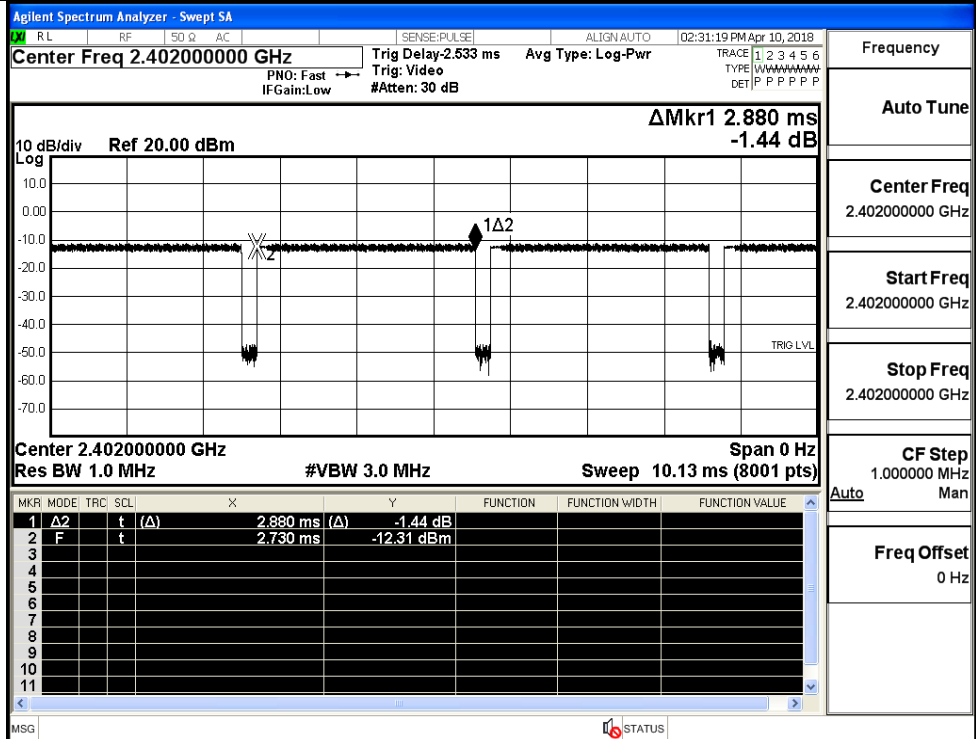 Agilent Spectrum Analyzer - Swept SA
LXI RL RF 50 Ω AC SENSE:PULSE ALIGN AUTO 02:31:19 PM Apr 10, 2018
Center Freq 2.402000000 GHz
PNO: Fast
IFGain:Low
Trig Delay-2.533 ms
Trig: Video
#Atten: 30 dB
Avg Type: Log-Pwr
TRACE 1 2 3 4 5 6
TYPE WWWWWW
DET P P P P P P
ΔMkr1 2.880 ms
-1.44 dB
10 dB/div Ref 20.00 dBm
Log
10.0
0.00
-10.0
-20.0
-30.0
-40.0
-50.0
-60.0
-70.0
1Δ2
2
TRIG LVL
Center 2.402000000 GHz Span 0 Hz
Res BW 1.0 MHz #VBW 3.0 MHz Sweep 10.13 ms (8001 pts)
MKR MODE TRC SCL X Y FUNCTION FUNCTION WIDTH FUNCTION VALUE
1 Δ2 t (Δ) 2.880 ms (Δ) -1.44 dB
2 F t 2.730 ms -12.31 dBm
3
4
5
6
7
8
9
10
11
MSG STATUS
Frequency
Auto Tune
Center Freq
2.402000000 GHz
Start Freq
2.402000000 GHz
Stop Freq
2.402000000 GHz
CF Step
1.000000 MHz
Auto Man
Freq Offset
0 Hz